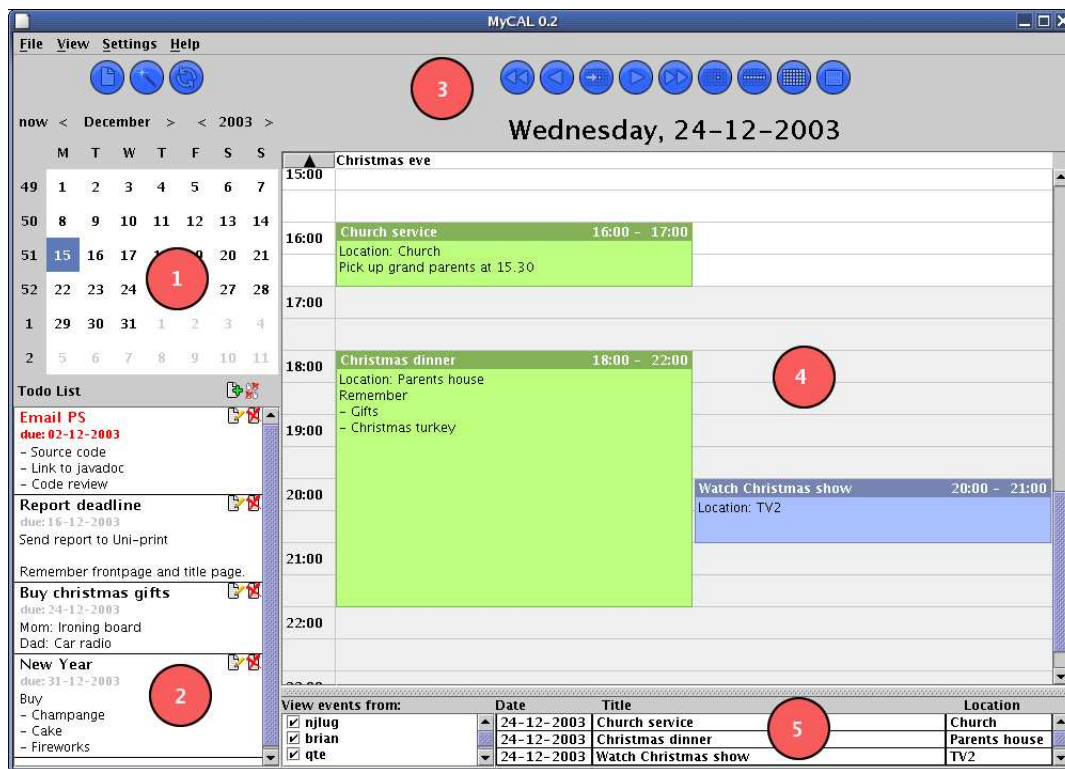 MyCAL 0.2
File View Settings Help
3
now < December > < 2003 >
Wednesday, 24-12-2003
M T W T F S S
49 1 2 3 4 5 6 7
50 8 9 10 11 12 13 14
51 15 16 17 20 21
52 22 23 24 27 28
1 29 30 31 1 2 3 4
2 5 6 7 8 9 10 11
1
Todo List
Email PS
due: 02-12-2003
- Source code
- Link to javadoc
- Code review
Report deadline
due: 16-12-2003
Send report to Uni-print
Remember frontpage and title page.
Buy christmas gifts
due: 24-12-2003
Mom: Ironing board
Dad: Car radio
New Year
due: 31-12-2003
Buy
- Champange
- Cake
- Fireworks
2
Christmas eve
15:00
16:00
Church service 16:00 - 17:00
Location: Church
Pick up grand parents at 15.30
17:00
18:00
Christmas dinner 18:00 - 22:00
Location: Parents house
Remember
- Gifts
- Christmas turkey
4
19:00
20:00
Watch Christmas show 20:00 - 21:00
Location: TV2
21:00
22:00
View events from:
njlug
brian
qte
Date Title Location
24-12-2003 Church service Church
24-12-2003 Christmas dinner Parents house
24-12-2003 Watch Christmas show TV2
5